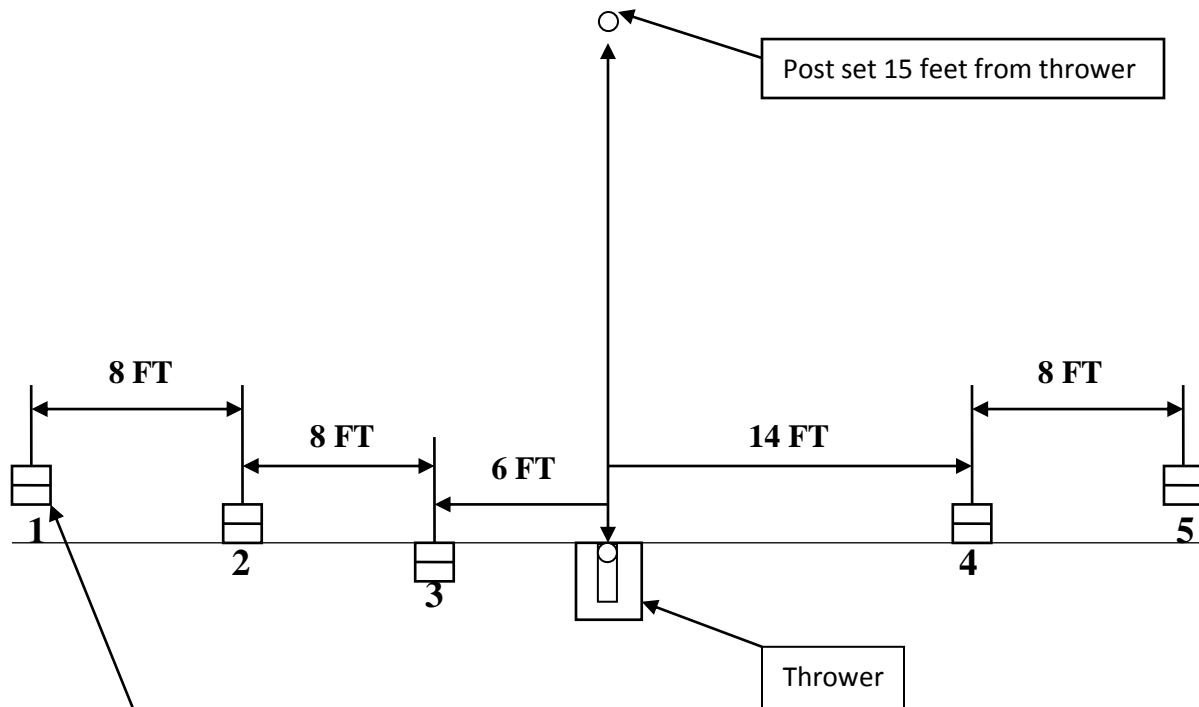 Post set 15 feet from thrower
8 FT
8 FT
8 FT
14 FT
6 FT
1
5
2
4
3
Thrower